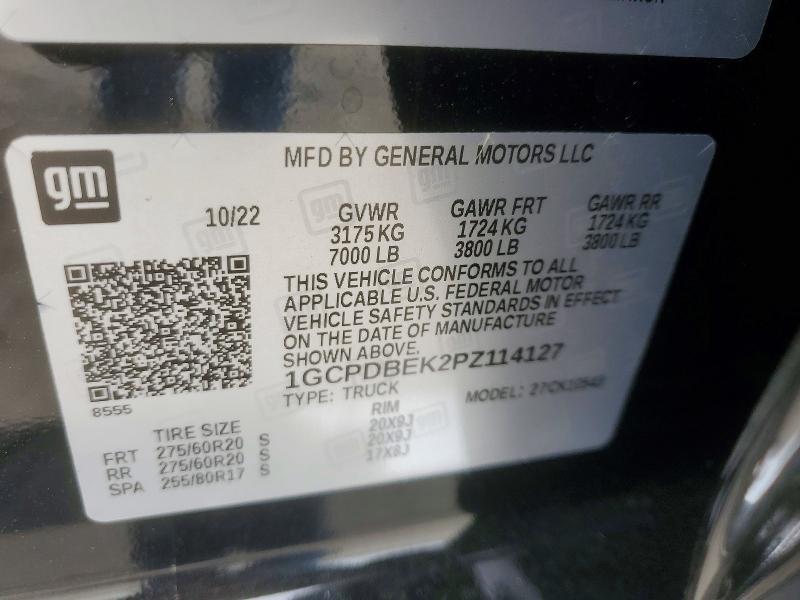 gm
MFD BY GENERAL MOTORS LLC
10/22
GVWR GAWR FRT GAWR RR
3175 KG 1724 KG 1724 KG
7000 LB 3800 LB 3800 LB
THIS VEHICLE CONFORMS TO ALL
APPLICABLE U.S. FEDERAL MOTOR
VEHICLE SAFETY STANDARDS IN EFFECT
ON THE DATE OF MANUFACTURE
SHOWN ABOVE.
1GCPDBEK2PZ114127
TYPE: TRUCK MODEL:
8555
TIRE SIZE RIM
FRT 275/60R20 S 20X9J
RR 275/60R20 S 20X9J
SPA 255/80R17 S 17X8J